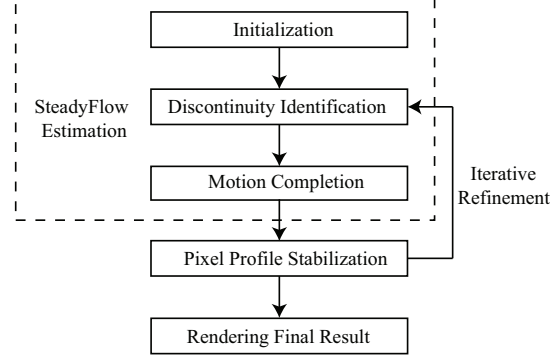 Initialization
SteadyFlow
Estimation
Discontinuity Identification
Motion Completion
Iterative
Refinement
Pixel Profile Stabilization
Rendering Final Result